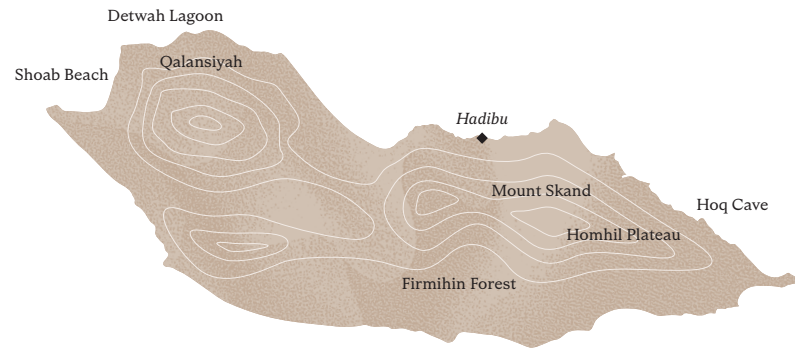 Detwah Lagoon
Qalansiyah
Shoab Beach
Hadibu
Mount Skand
Hoq Cave
Homhil Plateau
Firmihin Forest